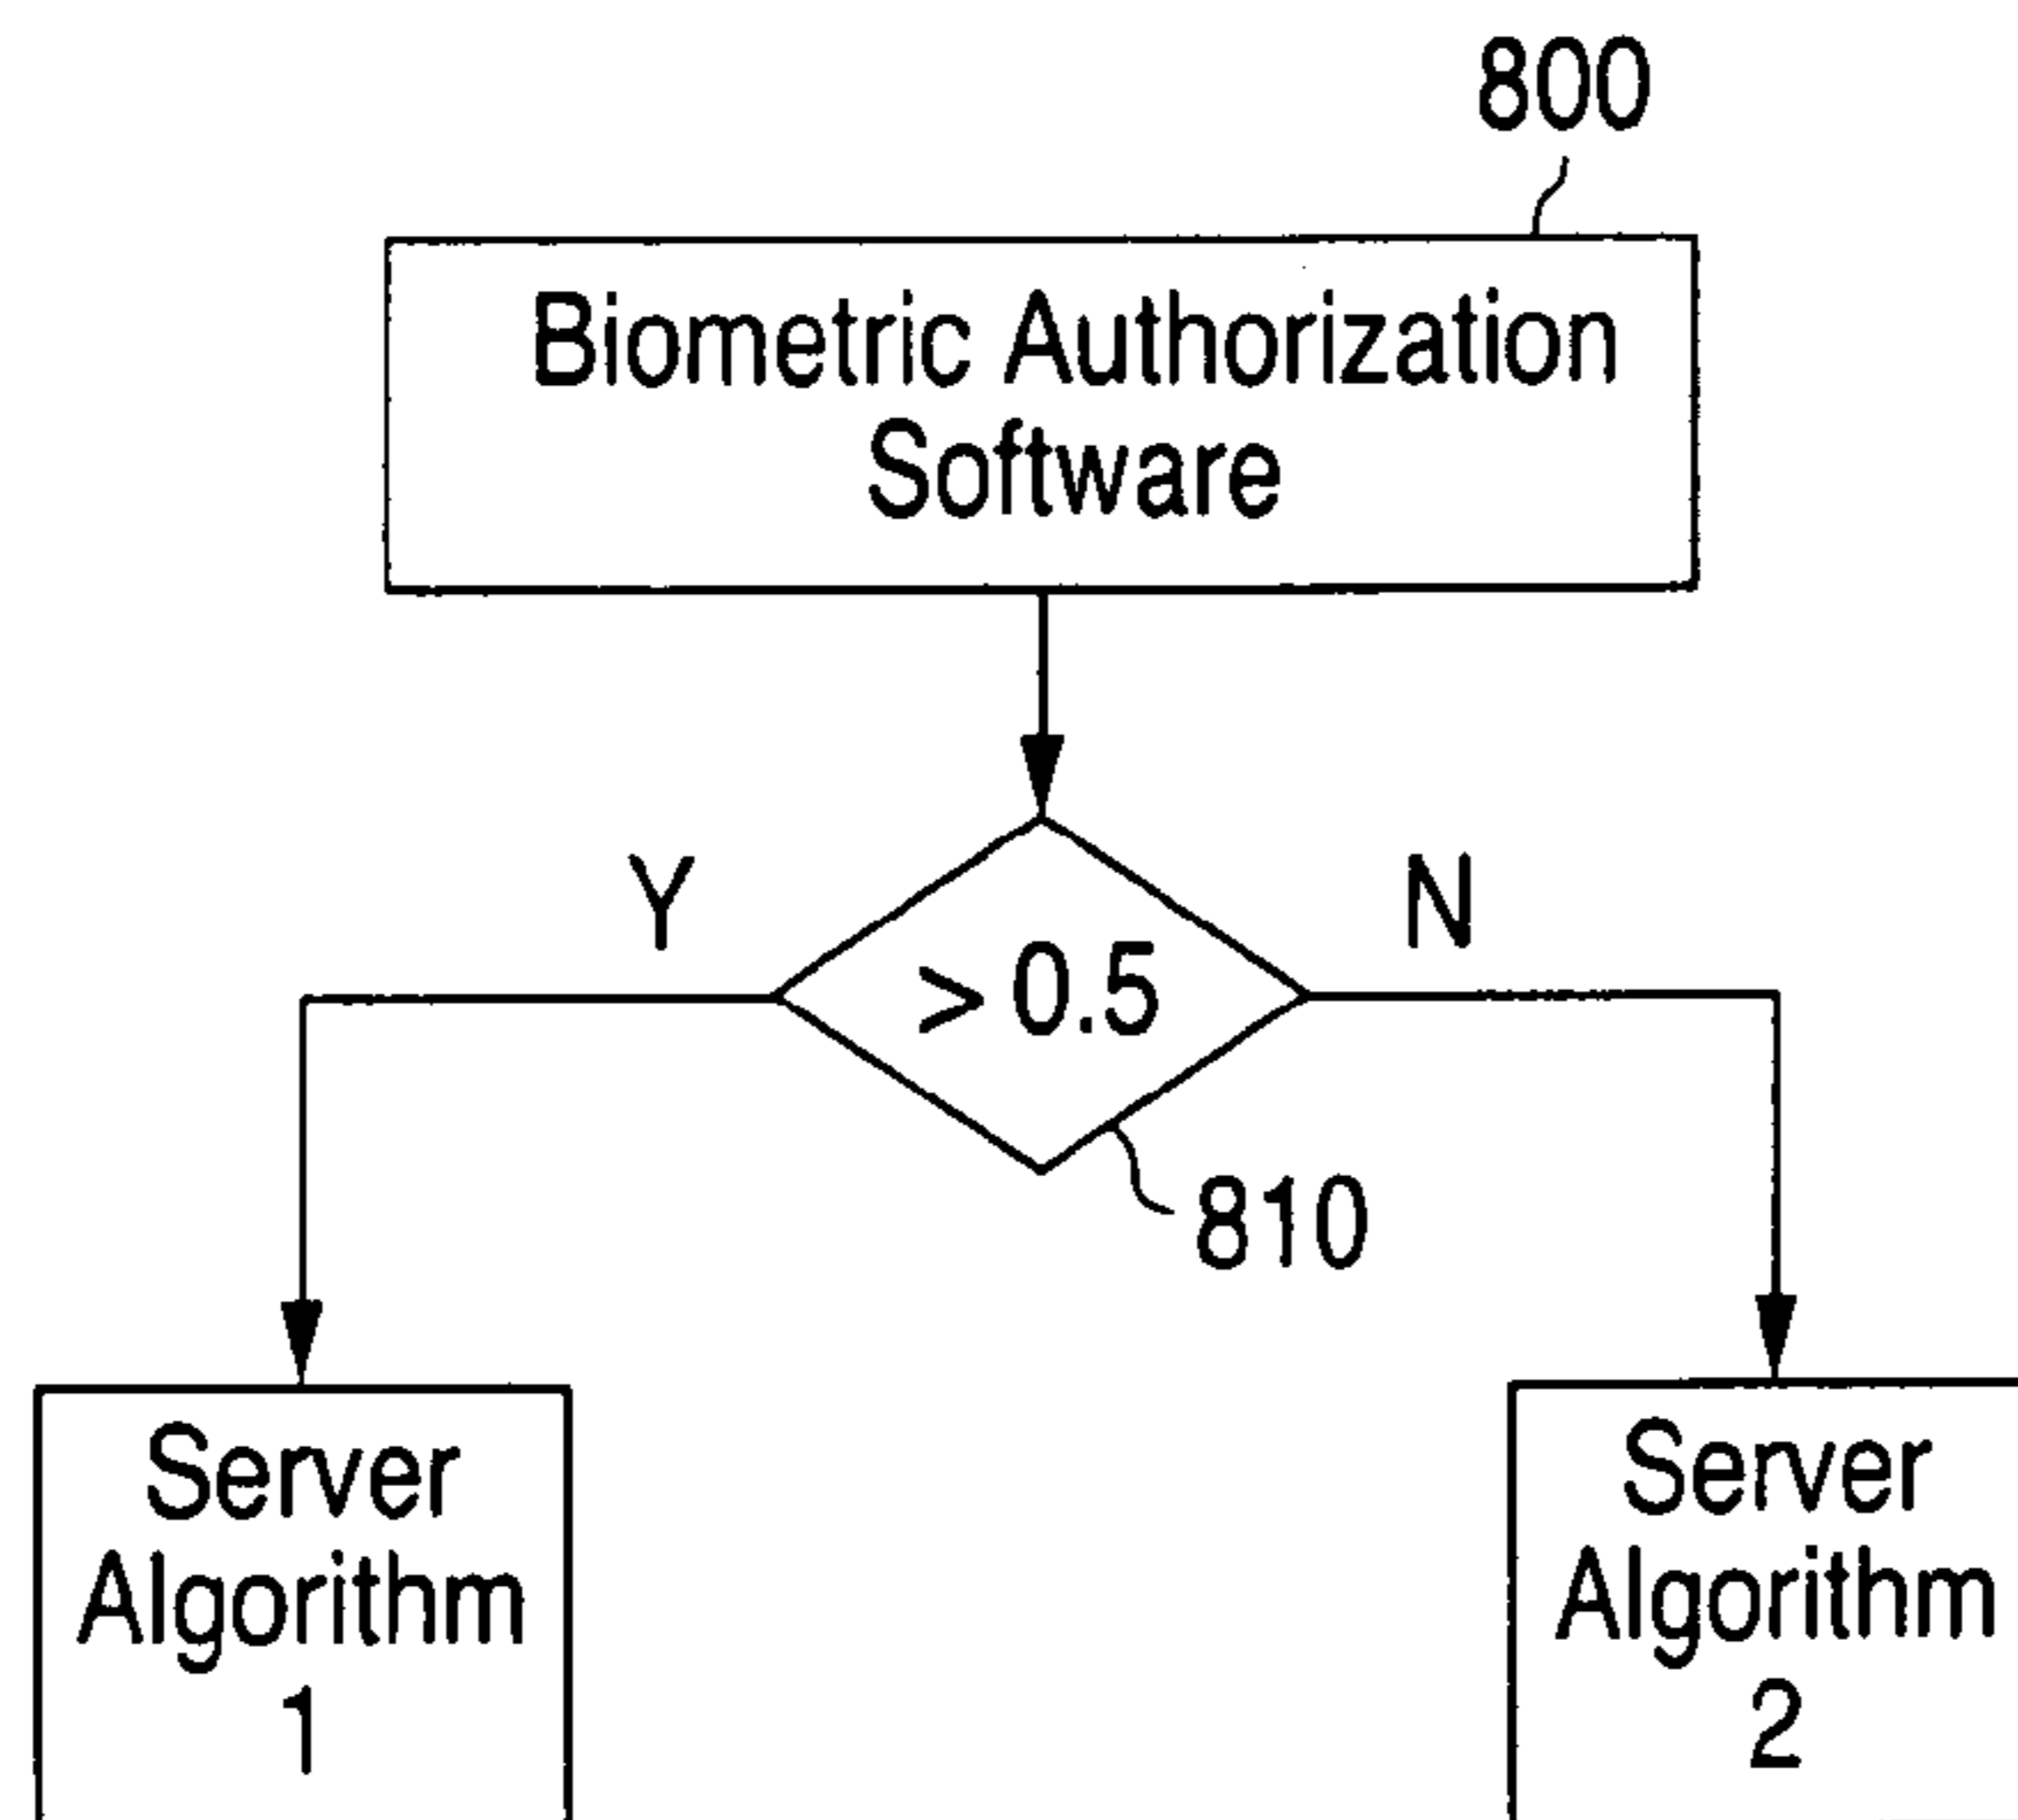 800
Biometric Authorization
Software
Y
N
> 0.5
810
Server
Algorithm
1
Server
Algorithm
2